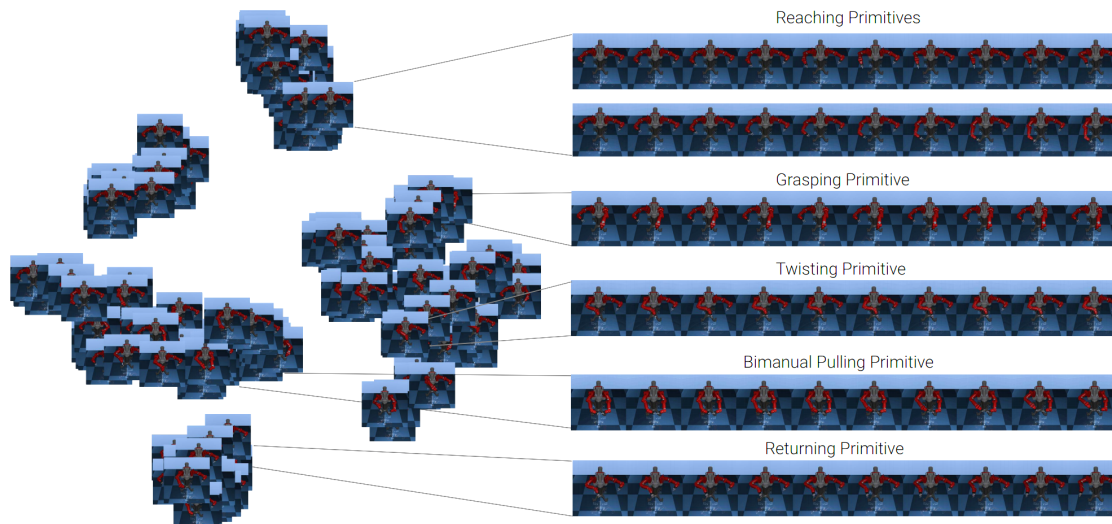 Reaching Primitives
Grasping Primitive
Twisting Primitive
Bimanual Pulling Primitive
Returning Primitive